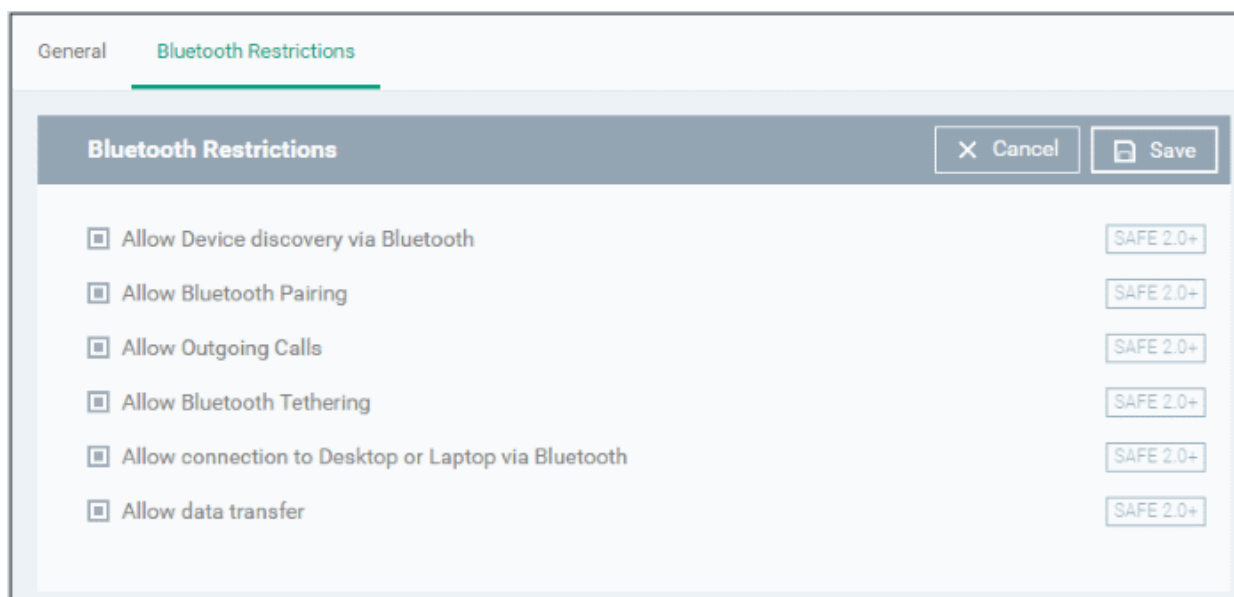 General Bluetooth Restrictions
Bluetooth Restrictions Cancel Save
Allow Device discovery via Bluetooth SAFE 2.0+
Allow Bluetooth Pairing SAFE 2.0+
Allow Outgoing Calls SAFE 2.0+
Allow Bluetooth Tethering SAFE 2.0+
Allow connection to Desktop or Laptop via Bluetooth SAFE 2.0+
Allow data transfer SAFE 2.0+